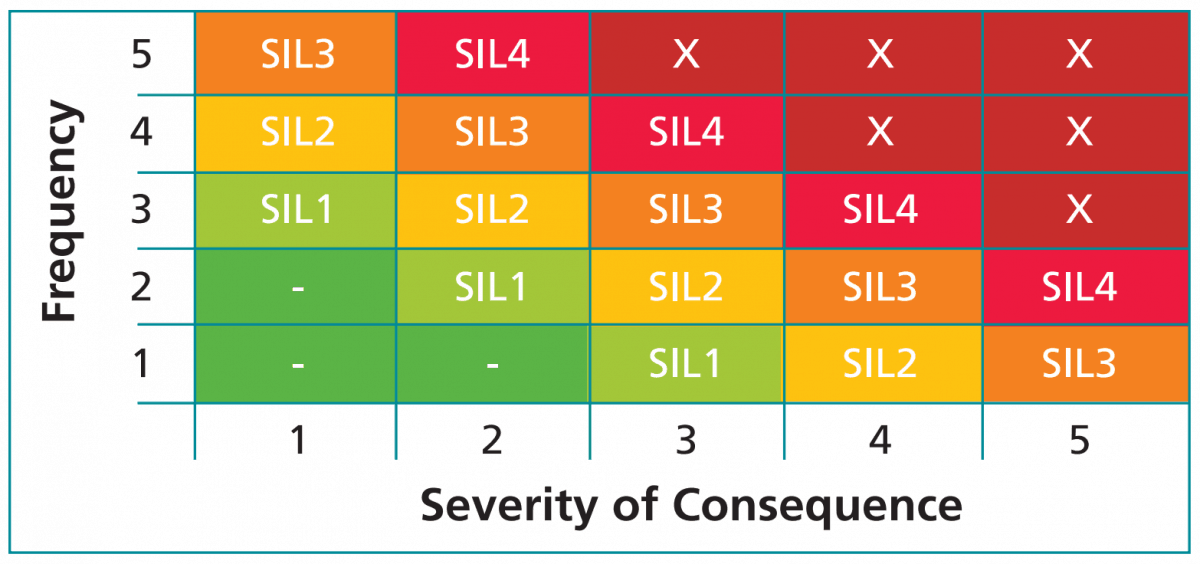 Frequency
5 SIL3 SIL4 X X X
4 SIL2 SIL3 SIL4 X X
3 SIL1 SIL2 SIL3 SIL4 X
2 - SIL1 SIL2 SIL3 SIL4
1 - - SIL1 SIL2 SIL3
1 2 3 4 5
Severity of Consequence